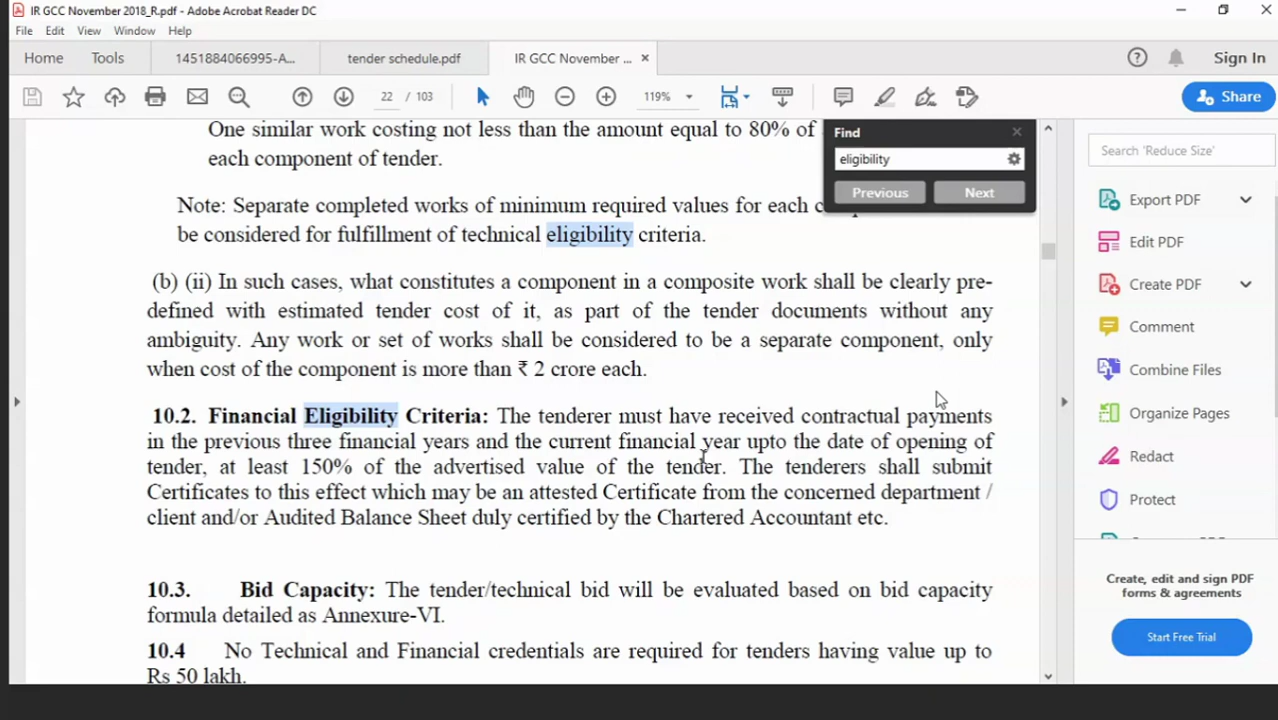 IR GCC November 2018_R.pdf - Adobe Acrobat Reader DC
File Edit View Window Help
Home Tools 1451884066995-A... tender schedule.pdf IR GCC November ... × Sign In
22 / 103 119% Share
One similar work costing not less than the amount equal to 80% of
each component of tender.
Note: Separate completed works of minimum required values for each
be considered for fulfillment of technical eligibility criteria.
(b) (ii) In such cases, what constitutes a component in a composite work shall be clearly pre-
defined with estimated tender cost of it, as part of the tender documents without any
ambiguity. Any work or set of works shall be considered to be a separate component, only
when cost of the component is more than ₹ 2 crore each.
10.2. Financial Eligibility Criteria: The tenderer must have received contractual payments
in the previous three financial years and the current financial year upto the date of opening of
tender, at least 150% of the advertised value of the tender. The tenderers shall submit
Certificates to this effect which may be an attested Certificate from the concerned department /
client and/or Audited Balance Sheet duly certified by the Chartered Accountant etc.
10.3. Bid Capacity: The tender/technical bid will be evaluated based on bid capacity
formula detailed as Annexure-VI.
10.4 No Technical and Financial credentials are required for tenders having value up to
Rs 50 lakh.
Find
eligibility
Previous Next
Search 'Reduce Size'
Export PDF
Edit PDF
Create PDF
Comment
Combine Files
Organize Pages
Redact
Protect
Create, edit and sign PDF
forms & agreements
Start Free Trial